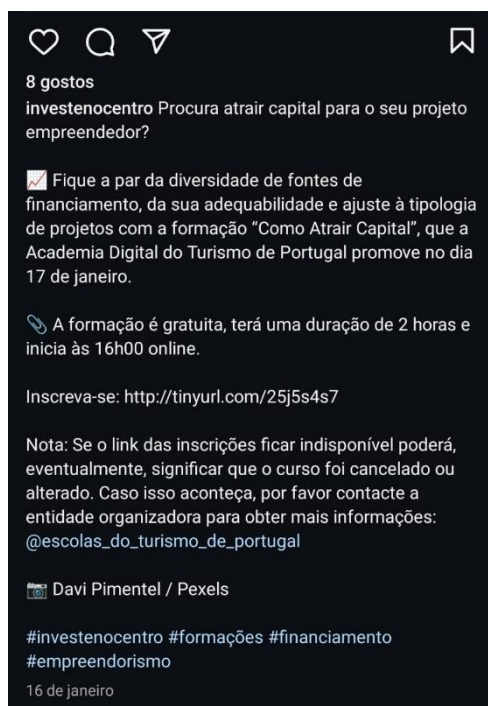 8 gostos
investenocentro Procura atrair capital para o seu projeto
empreendedor?
📈 Fique a par da diversidade de fontes de
financiamento, da sua adequabilidade e ajuste à tipologia
de projetos com a formação “Como Atrair Capital”, que a
Academia Digital do Turismo de Portugal promove no dia
17 de janeiro.
📎 A formação é gratuita, terá uma duração de 2 horas e
inicia às 16h00 online.
Inscreva-se: http://tinyurl.com/25j5s4s7
Nota: Se o link das inscrições ficar indisponível poderá,
eventualmente, significar que o curso foi cancelado ou
alterado. Caso isso aconteça, por favor contacte a
entidade organizadora para obter mais informações:
@escolas_do_turismo_de_portugal
📷 Davi Pimentel / Pexels
#investenocentro #formações #financiamento
#empreendorismo
16 de janeiro